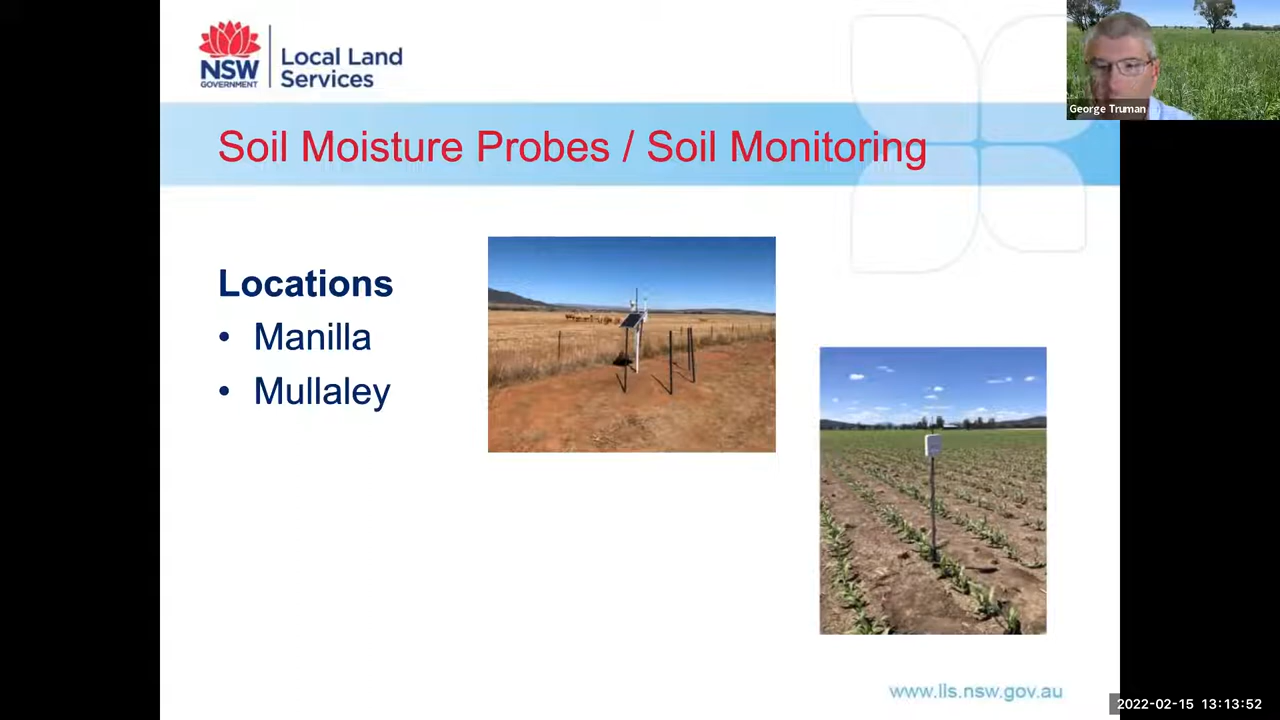 NSW
GOVERNMENT
Local Land
Services
George Truman
Soil Moisture Probes / Soil Monitoring
Locations
• Manilla
• Mullaley
www.lls.nsw.gov.au
2022-02-15 13:13:52